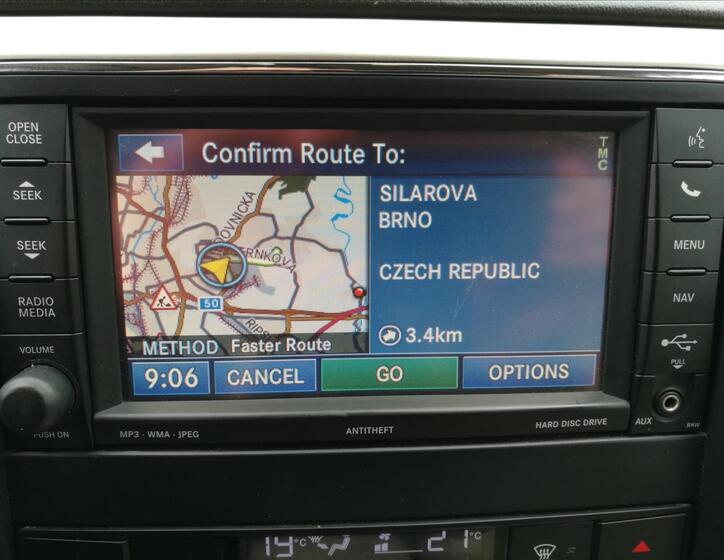 OPEN
CLOSE
SEEK
SEEK
RADIO
MEDIA
VOLUME
PUSH ON
Confirm Route To:
TMC
SILAROVA
BRNO
CZECH REPUBLIC
3.4km
50
METHOD Faster Route
9:06 CANCEL GO OPTIONS
MENU
NAV
PULL
AUX
RHW
MP3 - WMA - JPEG
ANTITHEFT
HARD DISC DRIVE
19°C
21°C